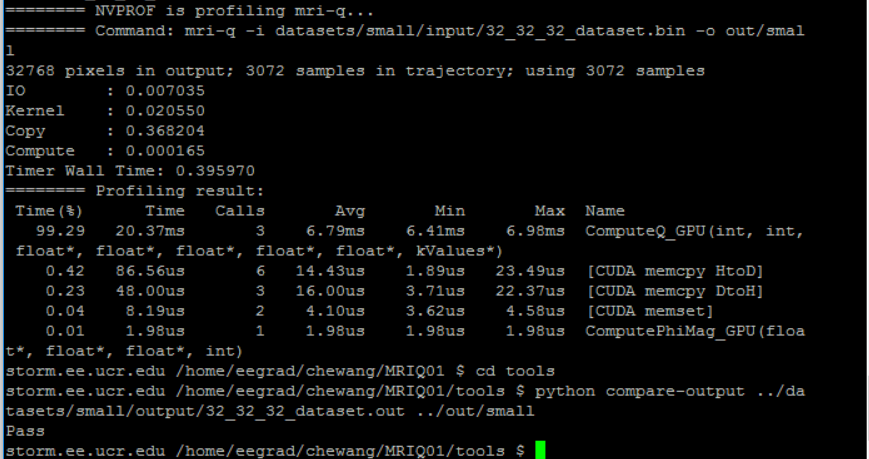 ======== NVPROF is profiling mri-q...
======== Command: mri-q -i datasets/small/input/32_32_32_dataset.bin -o out/smal
l
32768 pixels in output; 3072 samples in trajectory; using 3072 samples
IO        : 0.007035
Kernel    : 0.020550
Copy      : 0.368204
Compute   : 0.000165
Timer Wall Time: 0.395970
======== Profiling result:
 Time(%)      Time   Calls       Avg       Min       Max  Name
   99.29   20.37ms       3    6.79ms    6.41ms    6.98ms  ComputeQ_GPU(int, int,
 float*, float*, float*, float*, float*, kValues*)
    0.42   86.56us       6   14.43us    1.89us   23.49us  [CUDA memcpy HtoD]
    0.23   48.00us       3   16.00us    3.71us   22.37us  [CUDA memcpy DtoH]
    0.04    8.19us       2    4.10us    3.62us    4.58us  [CUDA memset]
    0.01    1.98us       1    1.98us    1.98us    1.98us  ComputePhiMag_GPU(floa
t*, float*, float*, int)
storm.ee.ucr.edu /home/eegrad/chewang/MRIQ01 $ cd tools
storm.ee.ucr.edu /home/eegrad/chewang/MRIQ01/tools $ python compare-output ../da
tasets/small/output/32_32_32_dataset.out ../out/small
Pass
storm.ee.ucr.edu /home/eegrad/chewang/MRIQ01/tools $